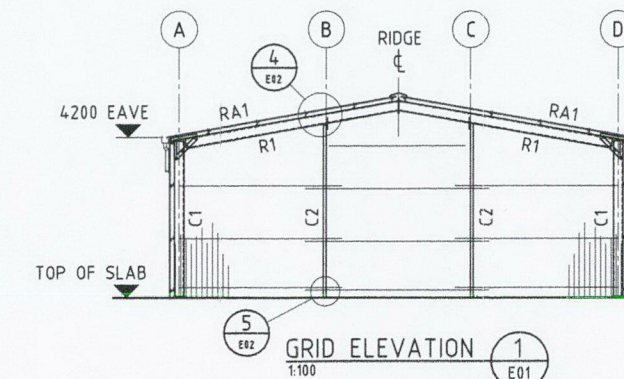 A
B
C
D
RIDGE
℄
4
E02
4200 EAVE
RA1
RA1
R1
R1
C1
C2
C2
C1
TOP OF SLAB
5
E02
GRID ELEVATION
1:100
1
E01